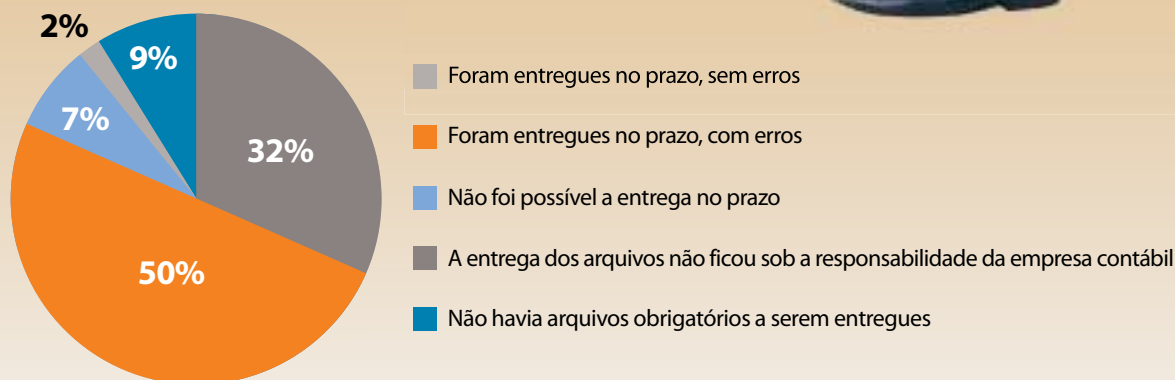 2%
9%
7%
32%
50%
Foram entregues no prazo, sem erros
Foram entregues no prazo, com erros
Não foi possível a entrega no prazo
A entrega dos arquivos não ficou sob a responsabilidade da empresa contábil
Não havia arquivos obrigatórios a serem entregues